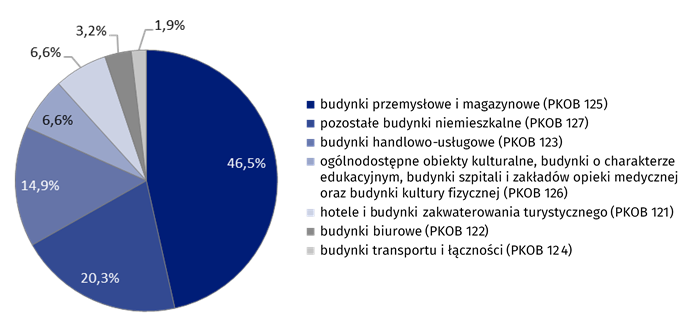 1,9%
3,2%
6,6%
6,6%
46,5%
14,9%
20,3%
budynki przemysłowe i magazynowe (PKOB 125)
pozostałe budynki niemieszkalne (PKOB 127)
budynki handlowo-usługowe (PKOB 123)
ogólnodostępne obiekty kulturalne, budynki o charakterze
edukacyjnym, budynki szpitali i zakładów opieki medycznej
oraz budynki kultury fizycznej (PKOB 126)
hotele i budynki zakwaterowania turystycznego (PKOB 121)
budynki biurowe (PKOB 122)
budynki transportu i łączności (PKOB 124)